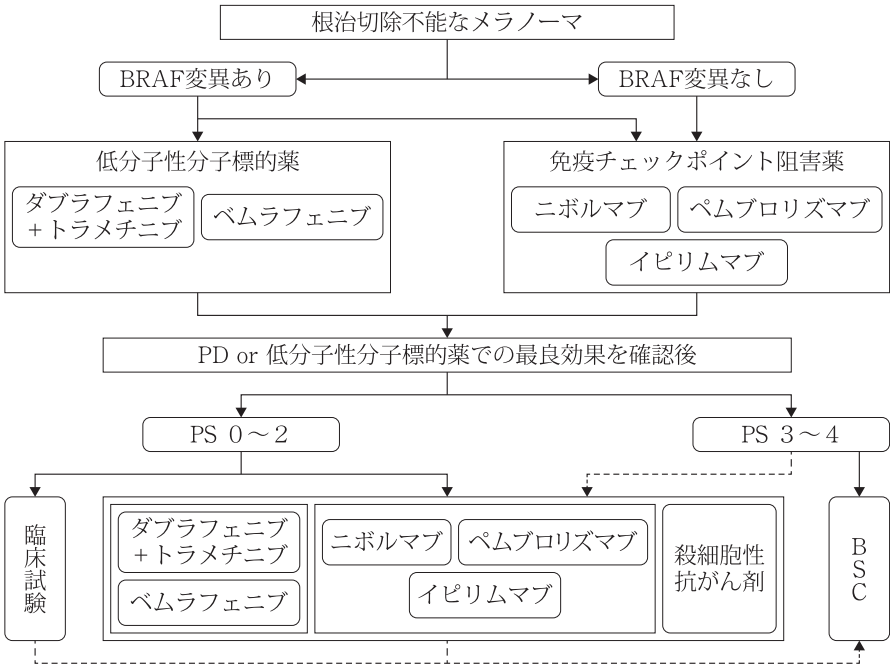 根治切除不能なメラノーマ
BRAF変異あり
BRAF変異なし
低分子性分子標的薬
ダブラフェニブ
+トラメチニブ
ベムラフェニブ
免疫チェックポイント阻害薬
ニボルマブ
ペムブロリズマブ
イピリムマブ
PD or 低分子性分子標的薬での最良効果を確認後
PS 0〜2
PS 3〜4
臨床試験
ダブラフェニブ
+トラメチニブ
ベムラフェニブ
ニボルマブ
ペムブロリズマブ
イピリムマブ
殺細胞性
抗がん剤
BSC